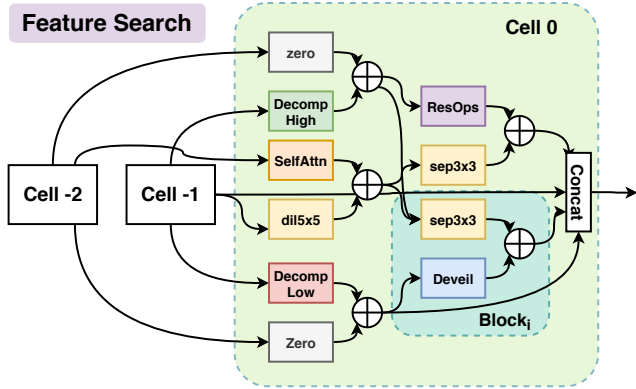 Feature Search
Cell 0
zero
Decomp
High
ResOps
SelfAttn
sep3x3
Cell -2
Cell -1
Concat
dil5x5
sep3x3
Decomp
Low
Deveil
Block_i
Zero